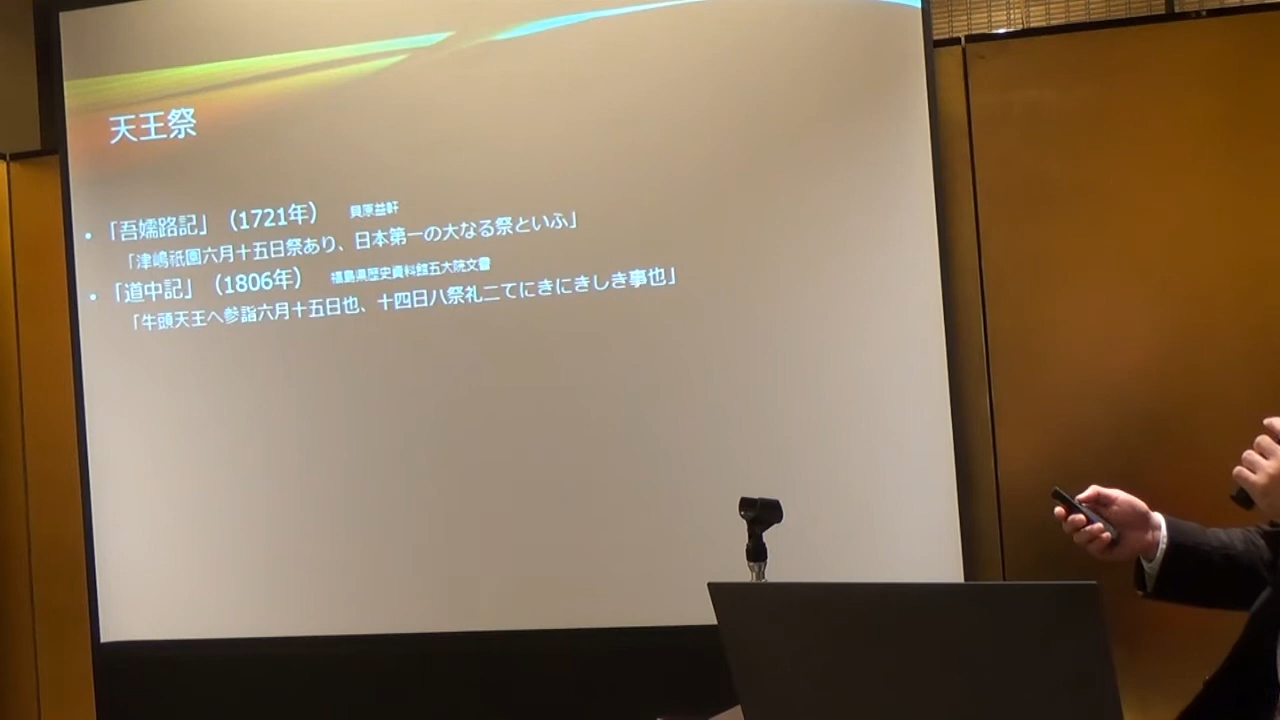 天王祭
• 「吾嬬路記」（1721年） 貝原益軒
「津嶋祇園六月十五日祭あり、日本第一の大なる祭といふ」
• 「道中記」（1806年） 福島県歴史資料館五大院文書
「牛頭天王へ参詣六月十五日也、十四日八祭礼ニてにきにきしき事也」